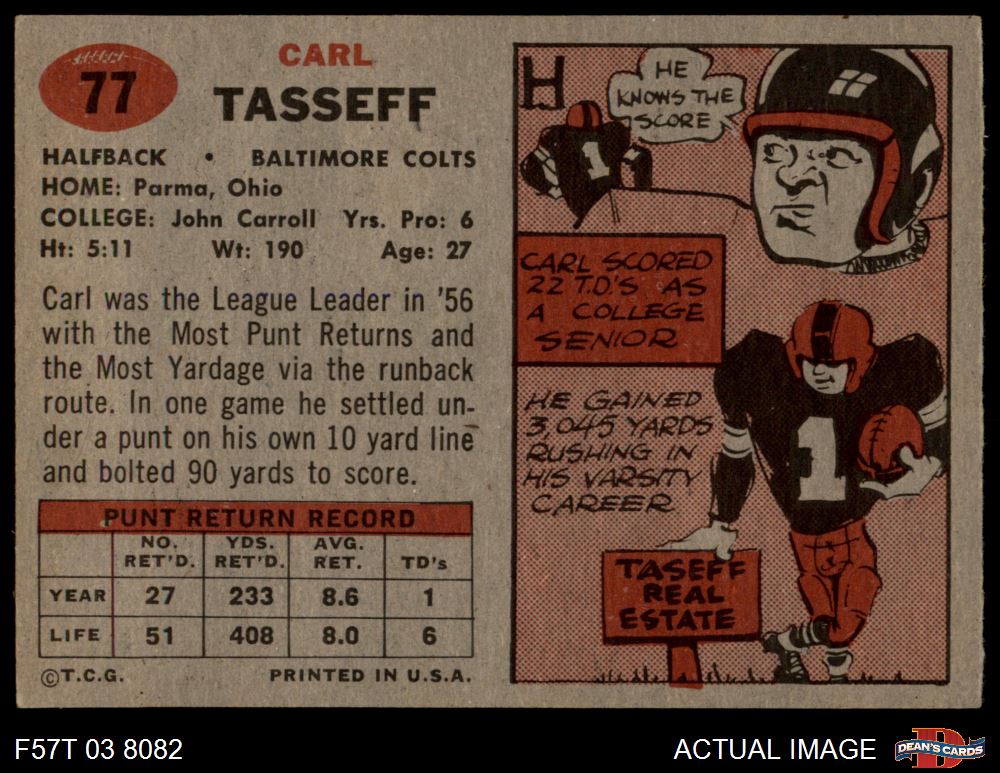 77
CARL
TASSEFF
HALFBACK • BALTIMORE COLTS
HOME: Parma, Ohio
COLLEGE: John Carroll Yrs. Pro: 6
Ht: 5:11 Wt: 190 Age: 27
Carl was the League Leader in '56
with the Most Punt Returns and
the Most Yardage via the runback
route. In one game he settled un-
der a punt on his own 10 yard line
and bolted 90 yards to score.
PUNT RETURN RECORD
NO. YDS. AVG.
RET'D. RET'D. RET. TD's
YEAR 27 233 8.6 1
LIFE 51 408 8.0 6
©T.C.G. PRINTED IN U.S.A.
H
HE
KNOWS THE
SCORE
1
CARL SCORED
22 T.D.'S AS
A COLLEGE
SENIOR
HE GAINED
3,045 YARDS
RUSHING IN
HIS VARSITY
CAREER
1
TASEFF
REAL
ESTATE
F57T 03 8082
ACTUAL IMAGE
D
DEAN'S CARDS